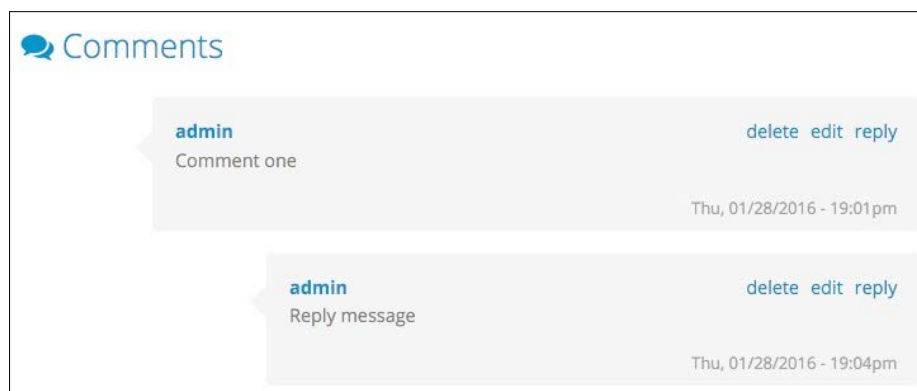 Comments
admin delete edit reply
Comment one
Thu, 01/28/2016 - 19:01pm
admin delete edit reply
Reply message
Thu, 01/28/2016 - 19:04pm